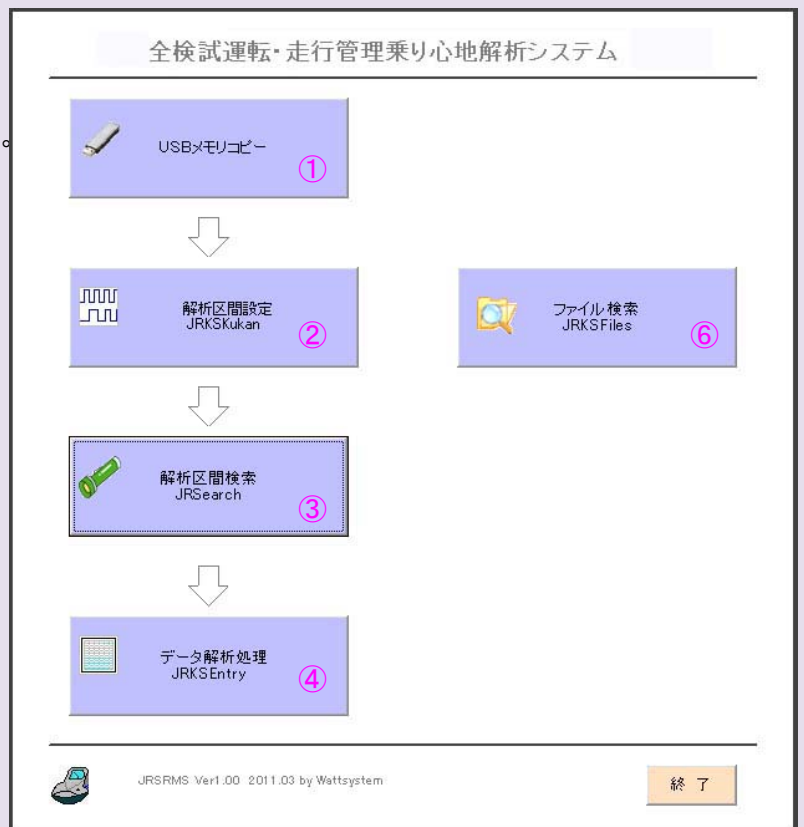 全検試運転・走行管理乗り心地解析システム
。
USBメモリコピー
①
解析区間設定
JRKSKukan
②
ファイル検索
JRKSFiles
⑥
解析区間検索
JRSearch
③
データ解析処理
JRKSEntry
④
JRSRMS Ver1.00 2011.03 by Wattsystem
終 了